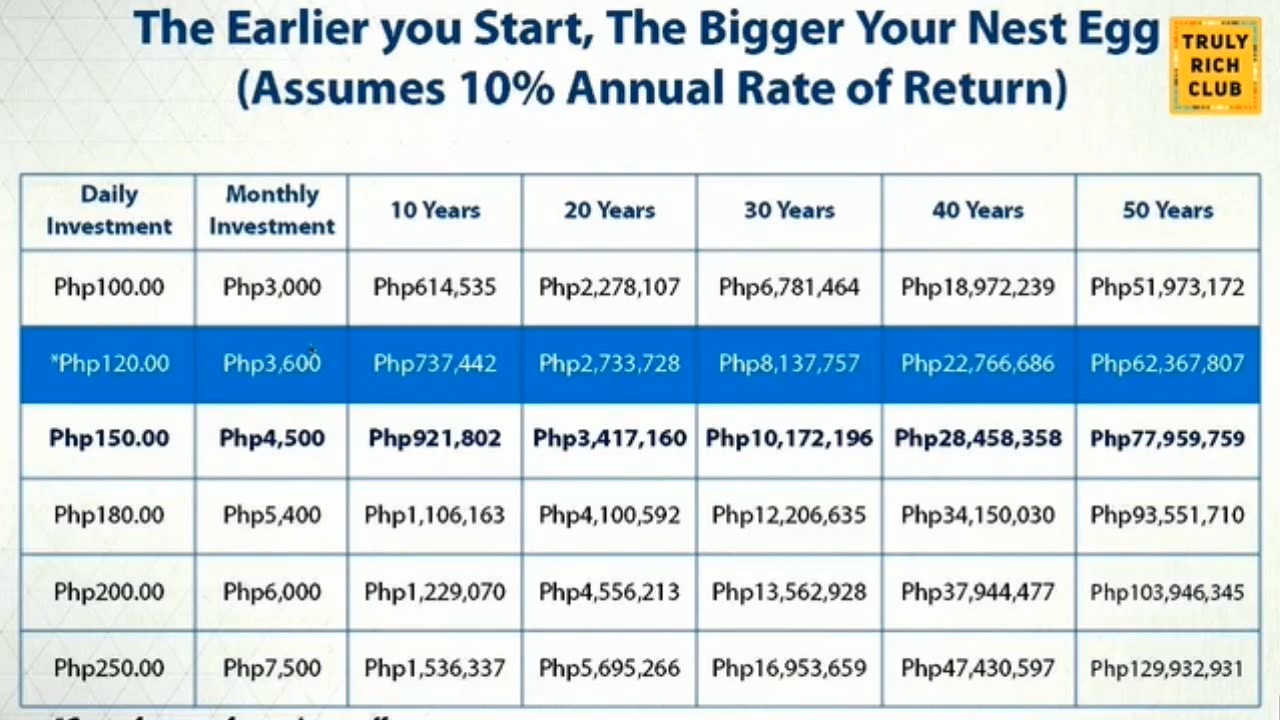 The Earlier you Start, The Bigger Your Nest Egg
(Assumes 10% Annual Rate of Return)
TRULY
RICH
CLUB
Daily Investment Monthly Investment 10 Years 20 Years 30 Years 40 Years 50 Years
Php100.00 Php3,000 Php614,535 Php2,278,107 Php6,781,464 Php18,972,239 Php51,973,172
*Php120.00 Php3,600 Php737,442 Php2,733,728 Php8,137,757 Php22,766,686 Php62,367,807
Php150.00 Php4,500 Php921,802 Php3,417,160 Php10,172,196 Php28,458,358 Php77,959,759
Php180.00 Php5,400 Php1,106,163 Php4,100,592 Php12,206,635 Php34,150,030 Php93,551,710
Php200.00 Php6,000 Php1,229,070 Php4,556,213 Php13,562,928 Php37,944,477 Php103,946,345
Php250.00 Php7,500 Php1,536,337 Php5,695,266 Php16,953,659 Php47,430,597 Php129,932,931